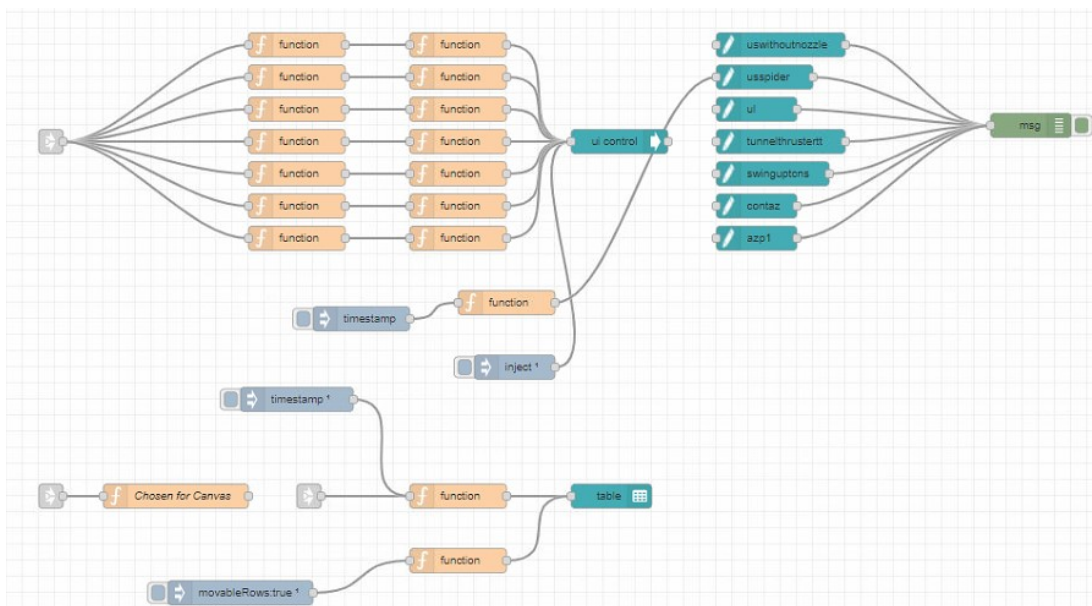 function function uswithoutnozzle
function function usspider
function function ul
function function ui control tunnelthrustertt msg
function function swinguptons
function function contaz
function function azp1
function
timestamp
inject ¹
timestamp ¹
Chosen for Canvas function table
function
movableRows:true ¹